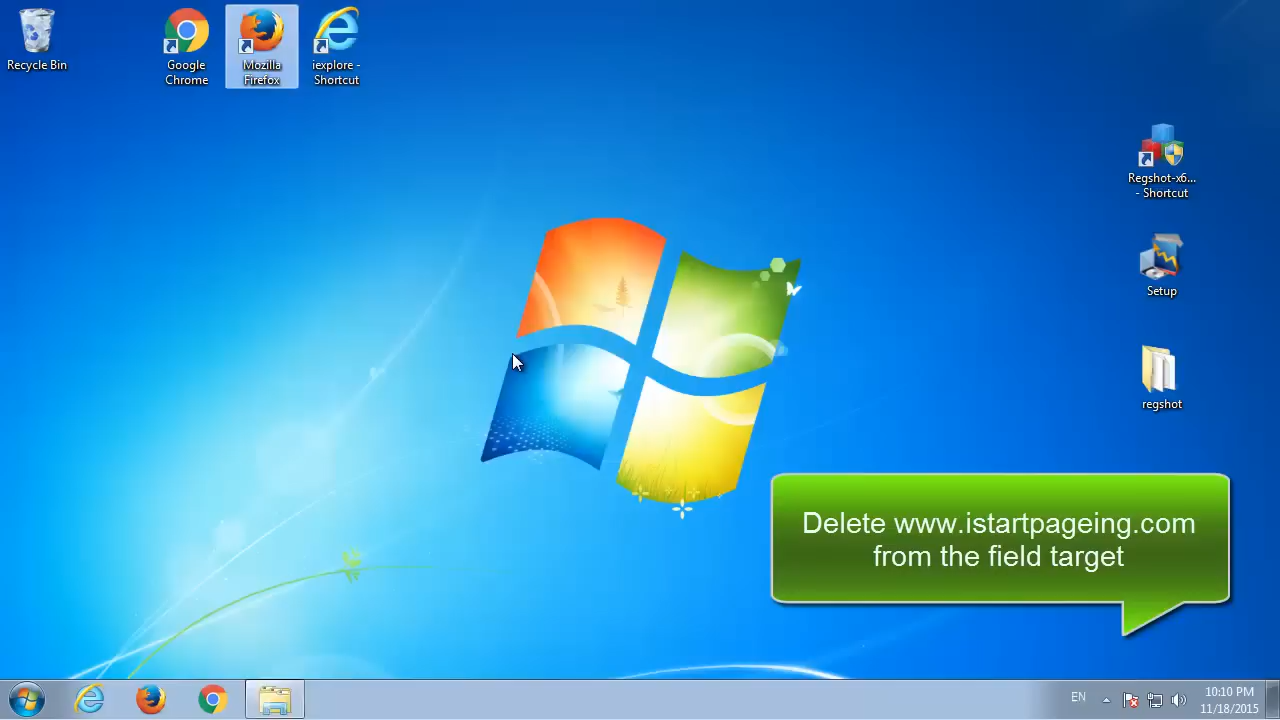 Recycle Bin
Google
Chrome
Mozilla
Firefox
iexplore -
Shortcut
Regshot-x6...
- Shortcut
Setup
regshot
Delete www.istartpageing.com
from the field target
EN
10:10 PM
11/18/2015